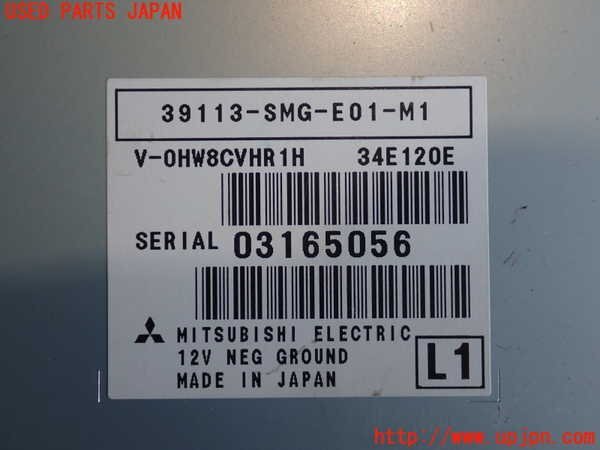 USED PARTS JAPAN
39113-SMG-E01-M1
V-0HW8CVHR1H 34E120E
SERIAL 03165056
MITSUBISHI ELECTRIC
12V NEG GROUND
MADE IN JAPAN
L1
http://www.upjpn.com